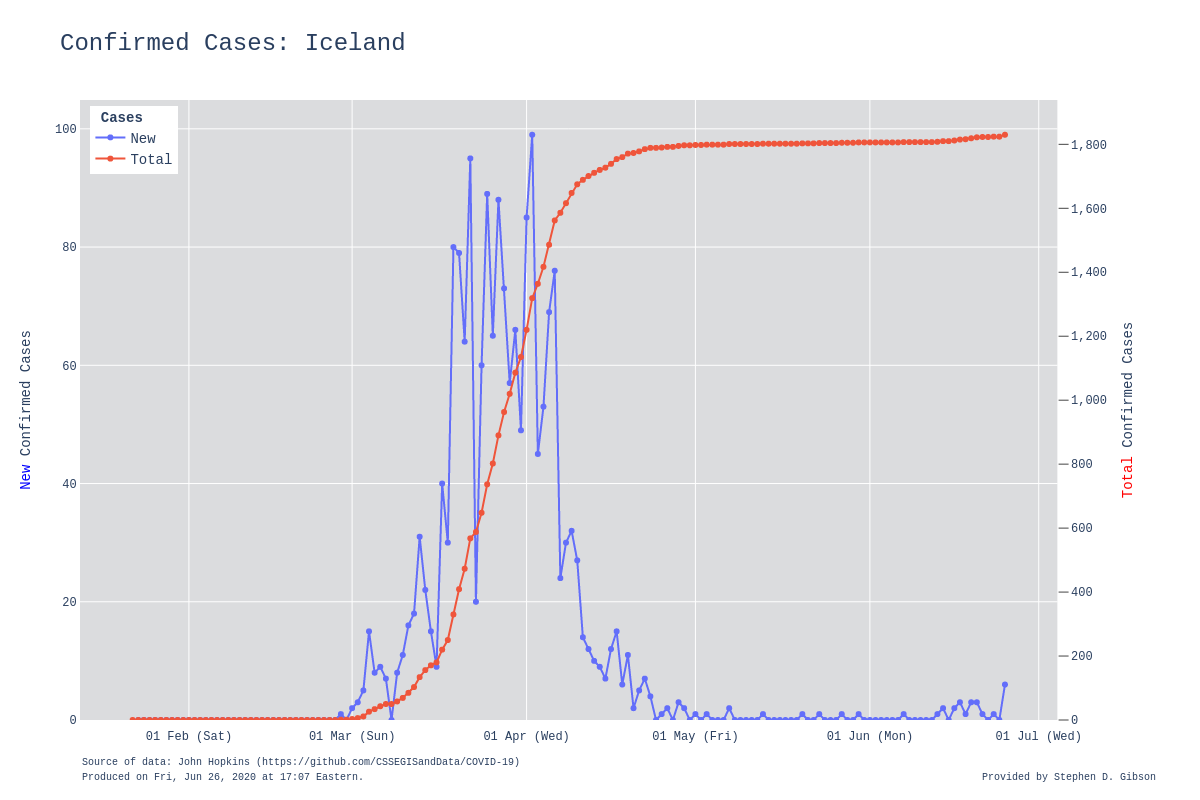 Confirmed Cases: Iceland
Cases
New
Total
100
80
60
40
20
0
1,800
1,600
1,400
1,200
1,000
800
600
400
200
0
New Confirmed Cases
Total Confirmed Cases
01 Feb (Sat)
01 Mar (Sun)
01 Apr (Wed)
01 May (Fri)
01 Jun (Mon)
01 Jul (Wed)
Source of data: John Hopkins (https://github.com/CSSEGISandData/COVID-19)
Produced on Fri, Jun 26, 2020 at 17:07 Eastern.
Provided by Stephen D. Gibson